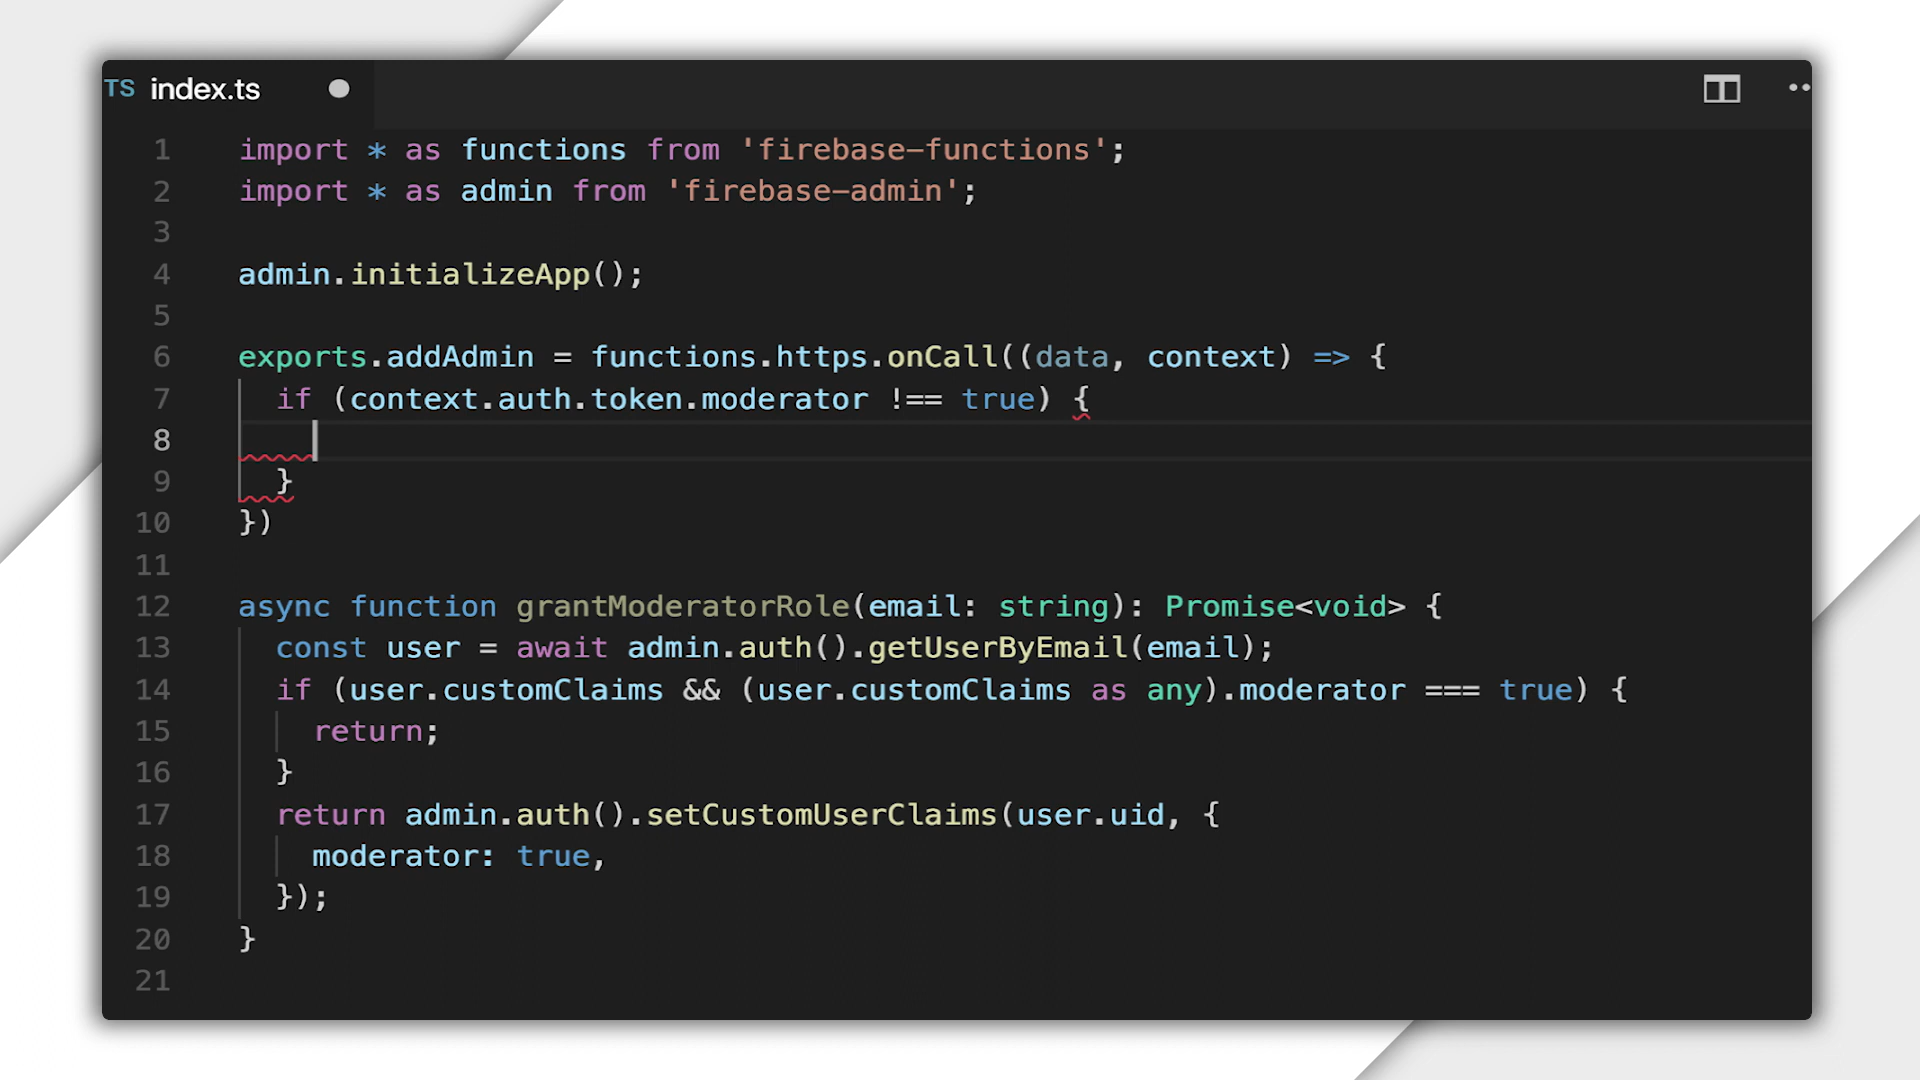 TS index.ts
1 import * as functions from 'firebase-functions';
2 import * as admin from 'firebase-admin';
3
4 admin.initializeApp();
5
6 exports.addAdmin = functions.https.onCall((data, context) => {
7   if (context.auth.token.moderator !== true) {
8
9   }
10 })
11
12 async function grantModeratorRole(email: string): Promise<void> {
13   const user = await admin.auth().getUserByEmail(email);
14   if (user.customClaims && (user.customClaims as any).moderator === true) {
15     return;
16   }
17   return admin.auth().setCustomUserClaims(user.uid, {
18     moderator: true,
19   });
20 }
21